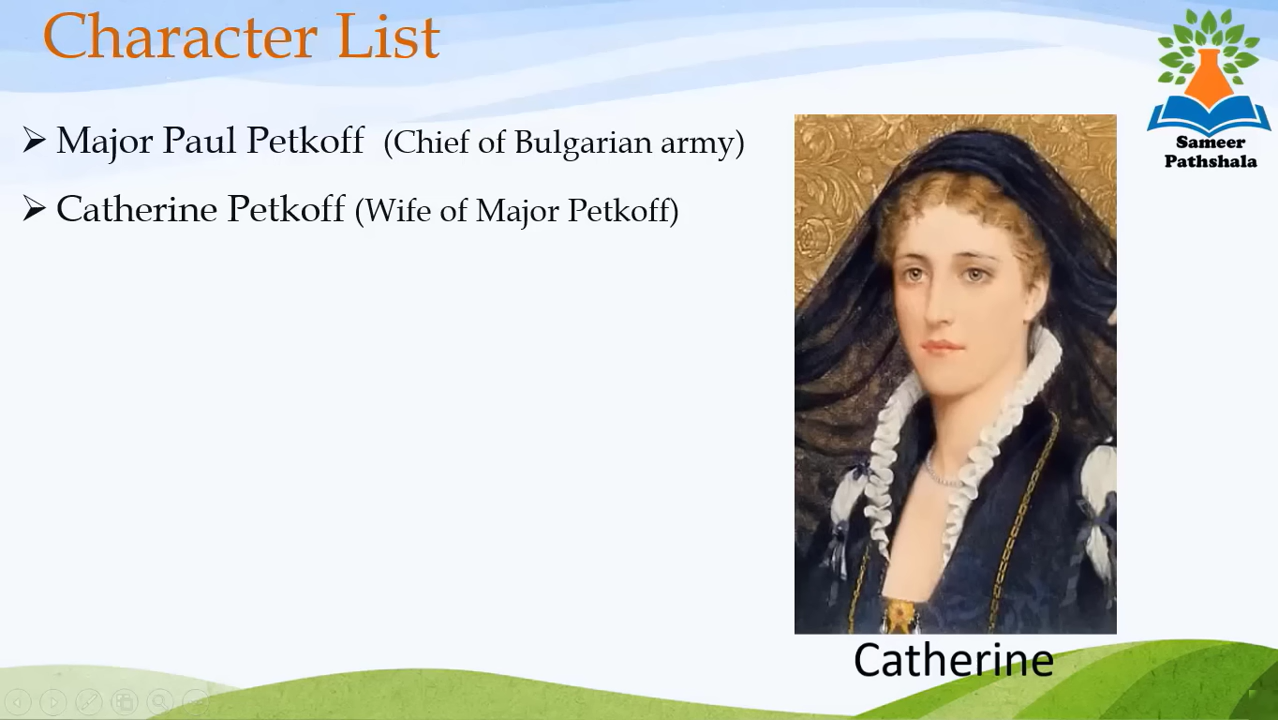 Character List
➢ Major Paul Petkoff (Chief of Bulgarian army)
➢ Catherine Petkoff (Wife of Major Petkoff)
Sameer
Pathshala
Catherine